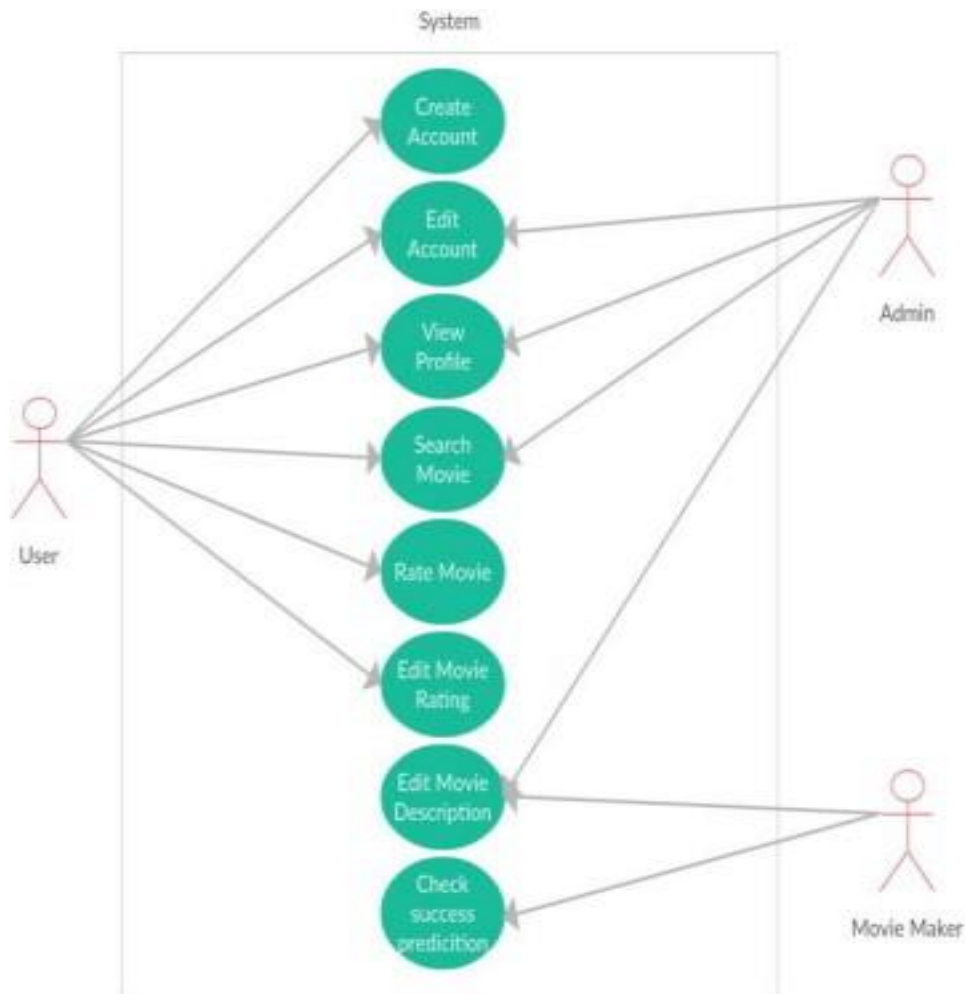 System
Create
Account
Edit
Account
View
Profile
Search
Movie
Rate Movie
Edit Movie
Rating
Edit Movie
Description
Check
success
predicition
User
Admin
Movie Maker